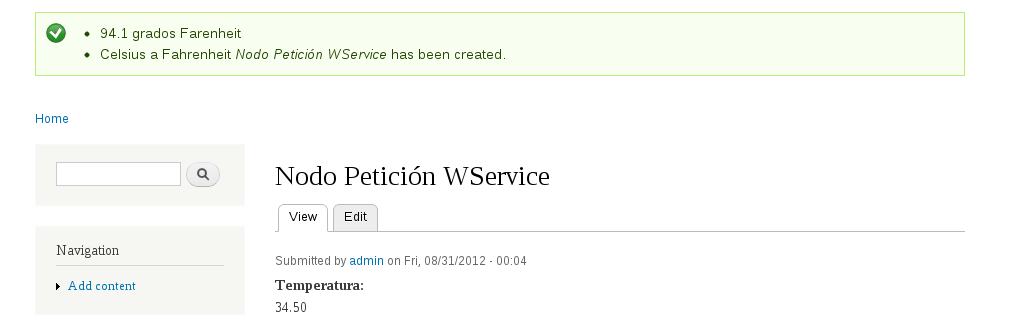 94.1 grados Farenheit
Celsius a Fahrenheit Nodo Petición WService has been created.
Home
Nodo Petición WService
View Edit
Navigation
Add content
Submitted by admin on Fri, 08/31/2012 - 00:04
Temperatura:
34.50